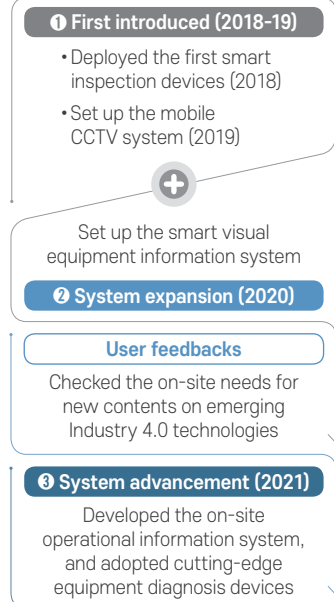 ❶ First introduced (2018-19)
• Deployed the first smart
inspection devices (2018)
• Set up the mobile
CCTV system (2019)
+
Set up the smart visual
equipment information system
❷ System expansion (2020)
User feedbacks
Checked the on-site needs for
new contents on emerging
Industry 4.0 technologies
❸ System advancement (2021)
Developed the on-site
operational information system,
and adopted cutting-edge
equipment diagnosis devices